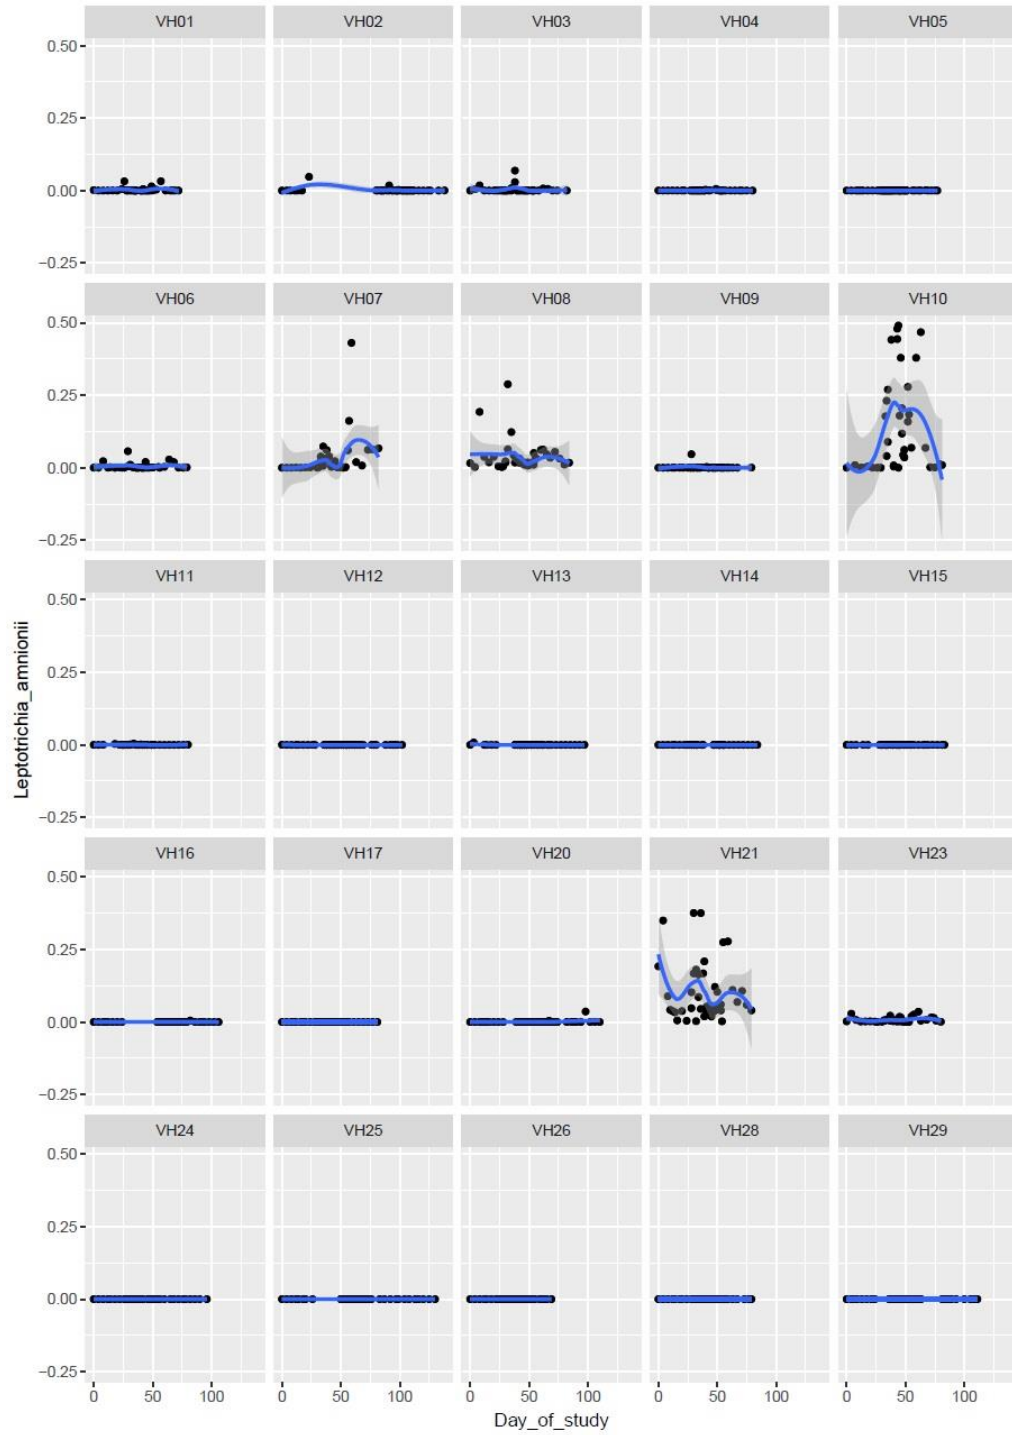 VH01 VH02 VH03 VH04 VH05
0.50
0.25
0.00
−0.25
VH06 VH07 VH08 VH09 VH10
0.50
0.25
0.00
−0.25
VH11 VH12 VH13 VH14 VH15
0.50
0.25
0.00
−0.25
VH16 VH17 VH20 VH21 VH23
0.50
0.25
0.00
−0.25
VH24 VH25 VH26 VH28 VH29
0.50
0.25
0.00
−0.25
0 50 100 0 50 100 0 50 100 0 50 100 0 50 100
Day_of_study
Leptotrichia_amnionii